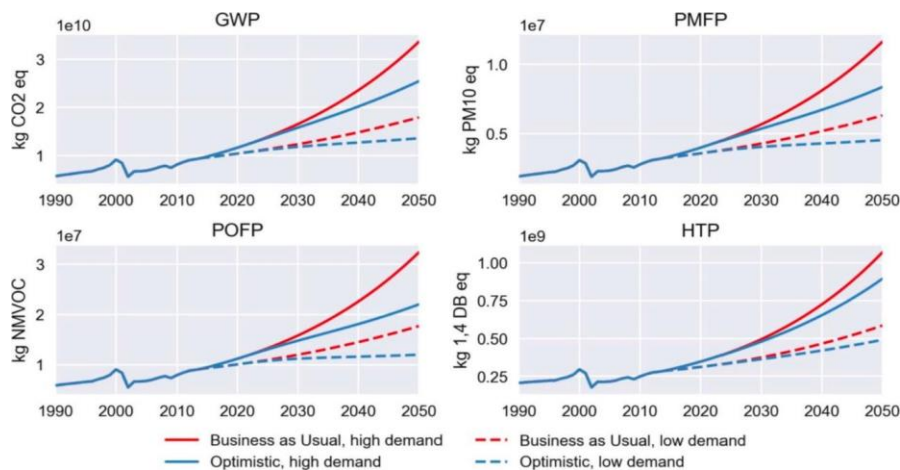 GWP
1e10
kg CO2 eq
3
2
1
1990 2000 2010 2020 2030 2040 2050
PMFP
1e7
kg PM10 eq
1.0
0.5
1990 2000 2010 2020 2030 2040 2050
POFP
1e7
kg NMVOC
3
2
1
1990 2000 2010 2020 2030 2040 2050
HTP
1e9
kg 1,4 DB eq
1.00
0.75
0.50
0.25
1990 2000 2010 2020 2030 2040 2050
Business as Usual, high demand
Optimistic, high demand
Business as Usual, low demand
Optimistic, low demand